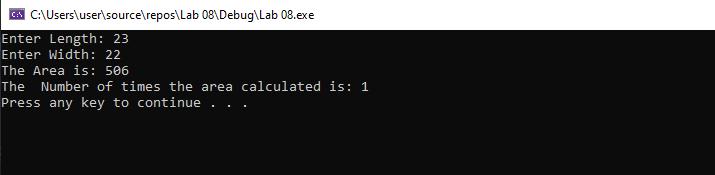 C:\Users\user\source\repos\Lab 08\Debug\Lab 08.exe
Enter Length: 23
Enter Width: 22
The Area is: 506
The  Number of times the area calculated is: 1
Press any key to continue . . .